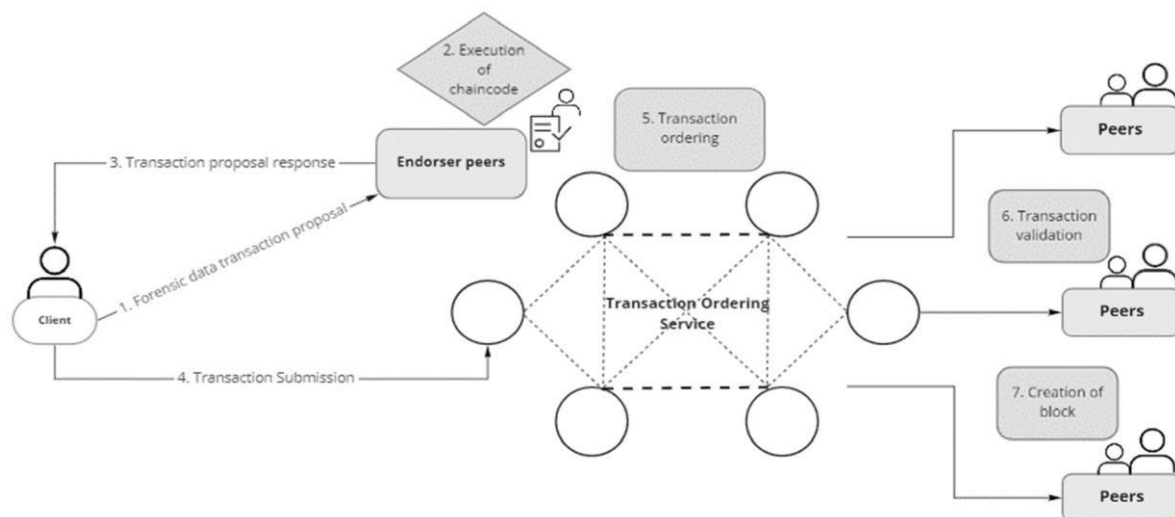 2. Execution
of
chaincode
5. Transaction
ordering
Peers
3. Transaction proposal response
Endorser peers
1. Forensic data transaction proposal
6. Transaction
validation
Client
Transaction Ordering
Service
Peers
4. Transaction Submission
7. Creation of
block
Peers